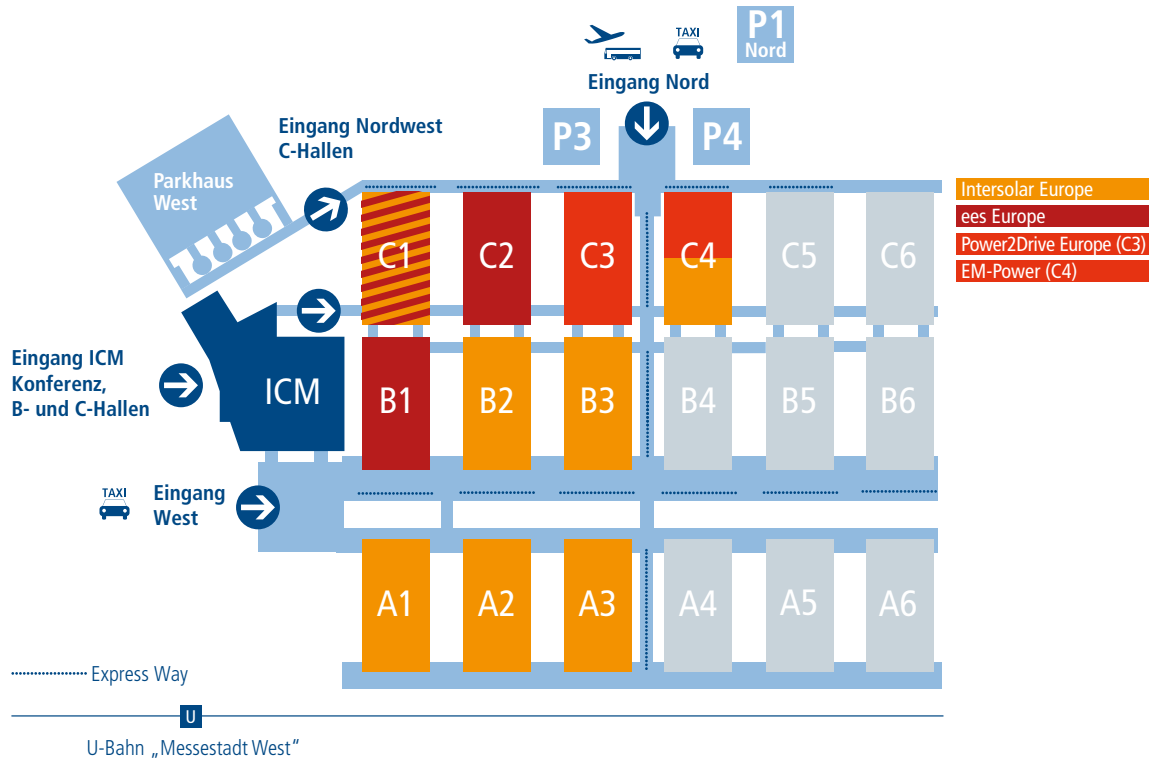 P1
Nord
TAXI
Eingang Nord
P3
P4
Eingang Nordwest
C-Hallen
Parkhaus
West
Intersolar Europe
ees Europe
Power2Drive Europe (C3)
EM-Power (C4)
C1
C2
C3
C4
C5
C6
Eingang ICM
Konferenz,
B- und C-Hallen
ICM
B1
B2
B3
B4
B5
B6
TAXI
Eingang
West
A1
A2
A3
A4
A5
A6
Express Way
U
U-Bahn „Messestadt West"